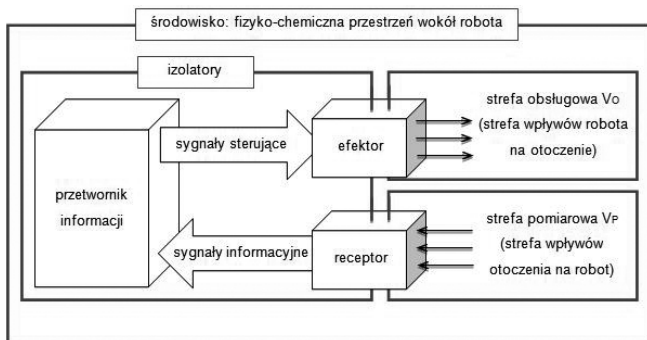 środowisko: fizyko-chemiczna przestrzeń wokół robota
izolatory
przetwornik
informacji
sygnały sterujące
efektor
strefa obsługowa Vo
(strefa wpływów robota
na otoczenie)
sygnały informacyjne
receptor
strefa pomiarowa VP
(strefa wpływów
otoczenia na robot)